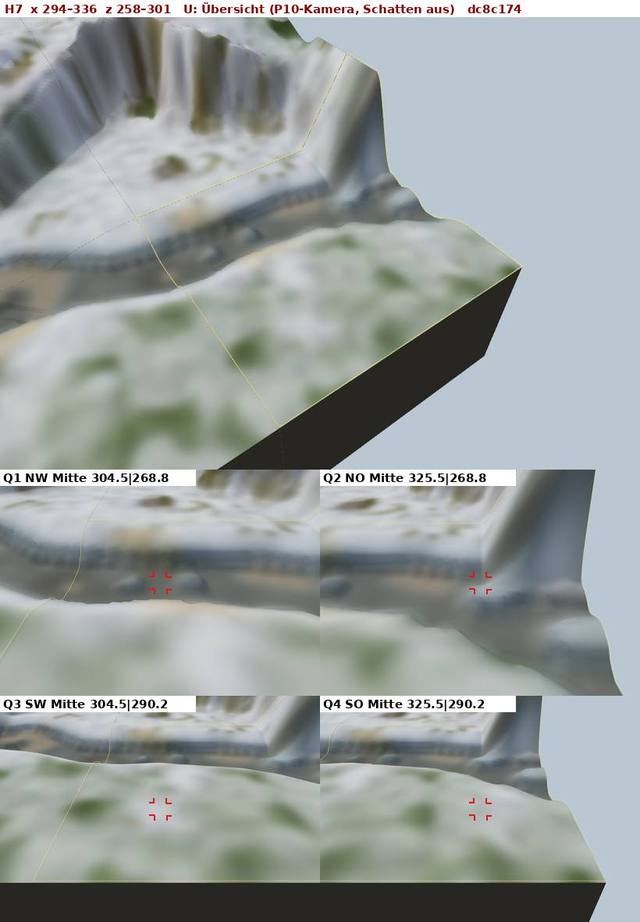 H7 x 294–336 z 258–301 U: Übersicht (P10-Kamera, Schatten aus) dc8c174
Q1 NW Mitte 304.5|268.8
Q2 NO Mitte 325.5|268.8
Q3 SW Mitte 304.5|290.2
Q4 SO Mitte 325.5|290.2